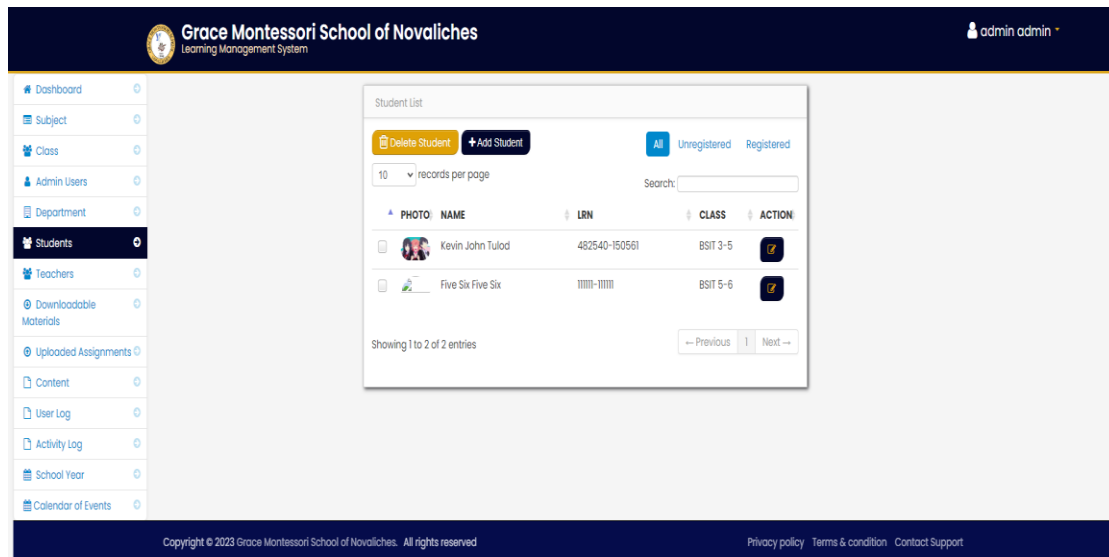 Grace Montessori School of Novaliches
Learning Management System
admin admin
Dashboard
Subject
Class
Admin Users
Department
Students
Teachers
Downloadable
Materials
Uploaded Assignments
Content
User Log
Activity Log
School Year
Calendar of Events
Student List
Delete Student +Add Student All Unregistered Registered
10 records per page
Search:
PHOTO NAME LRN CLASS ACTION
Kevin John Tulod 482540-150561 BSIT 3-5
Five Six Five Six 111111-111111 BSIT 5-6
Showing 1 to 2 of 2 entries
← Previous 1 Next →
Copyright © 2023 Grace Montessori School of Novaliches. All rights reserved Privacy policy Terms & condition Contact Support